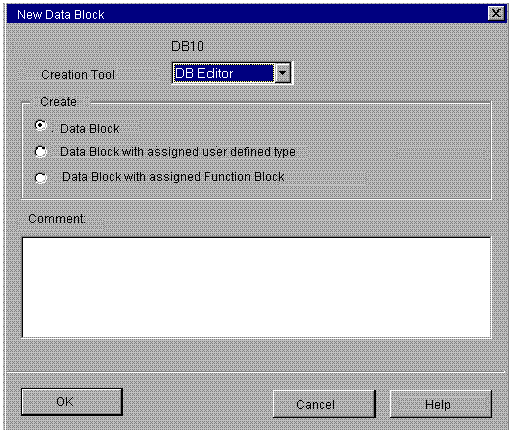 New Data Block
DB10
Creation Tool DB Editor
Create
. Data Block
Data Block with assigned user defined type
Data Block with assigned Function Block
Comment:
OK Cancel Help